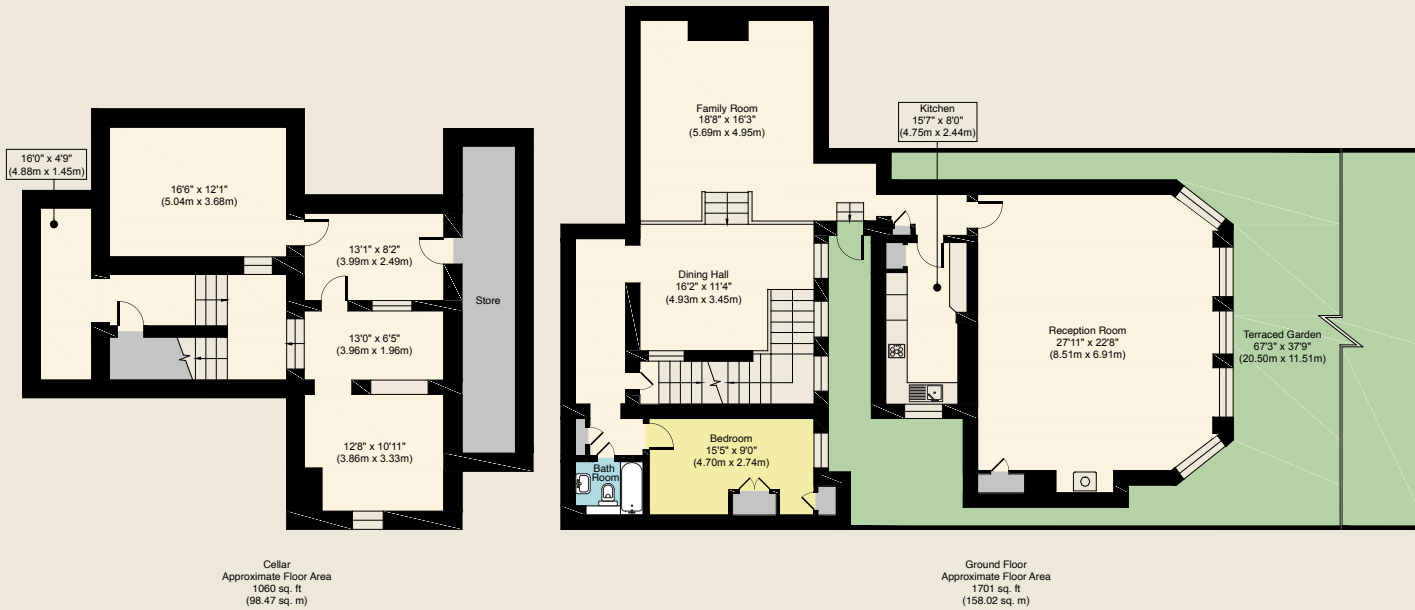 16'0" x 4'9"
(4.88m x 1.45m)
16'6" x 12'1"
(5.04m x 3.68m)
13'1" x 8'2"
(3.99m x 2.49m)
Store
13'0" x 6'5"
(3.96m x 1.96m)
12'8" x 10'11"
(3.86m x 3.33m)
Cellar
Approximate Floor Area
1060 sq. ft
(98.47 sq. m)
Family Room
18'8" x 16'3"
(5.69m x 4.95m)
Kitchen
15'7" x 8'0"
(4.75m x 2.44m)
Dining Hall
16'2" x 11'4"
(4.93m x 3.45m)
Reception Room
27'11" x 22'8"
(8.51m x 6.91m)
Terraced Garden
67'3" x 37'9"
(20.50m x 11.51m)
Bedroom
15'5" x 9'0"
(4.70m x 2.74m)
Bath
Room
Ground Floor
Approximate Floor Area
1701 sq. ft
(158.02 sq. m)